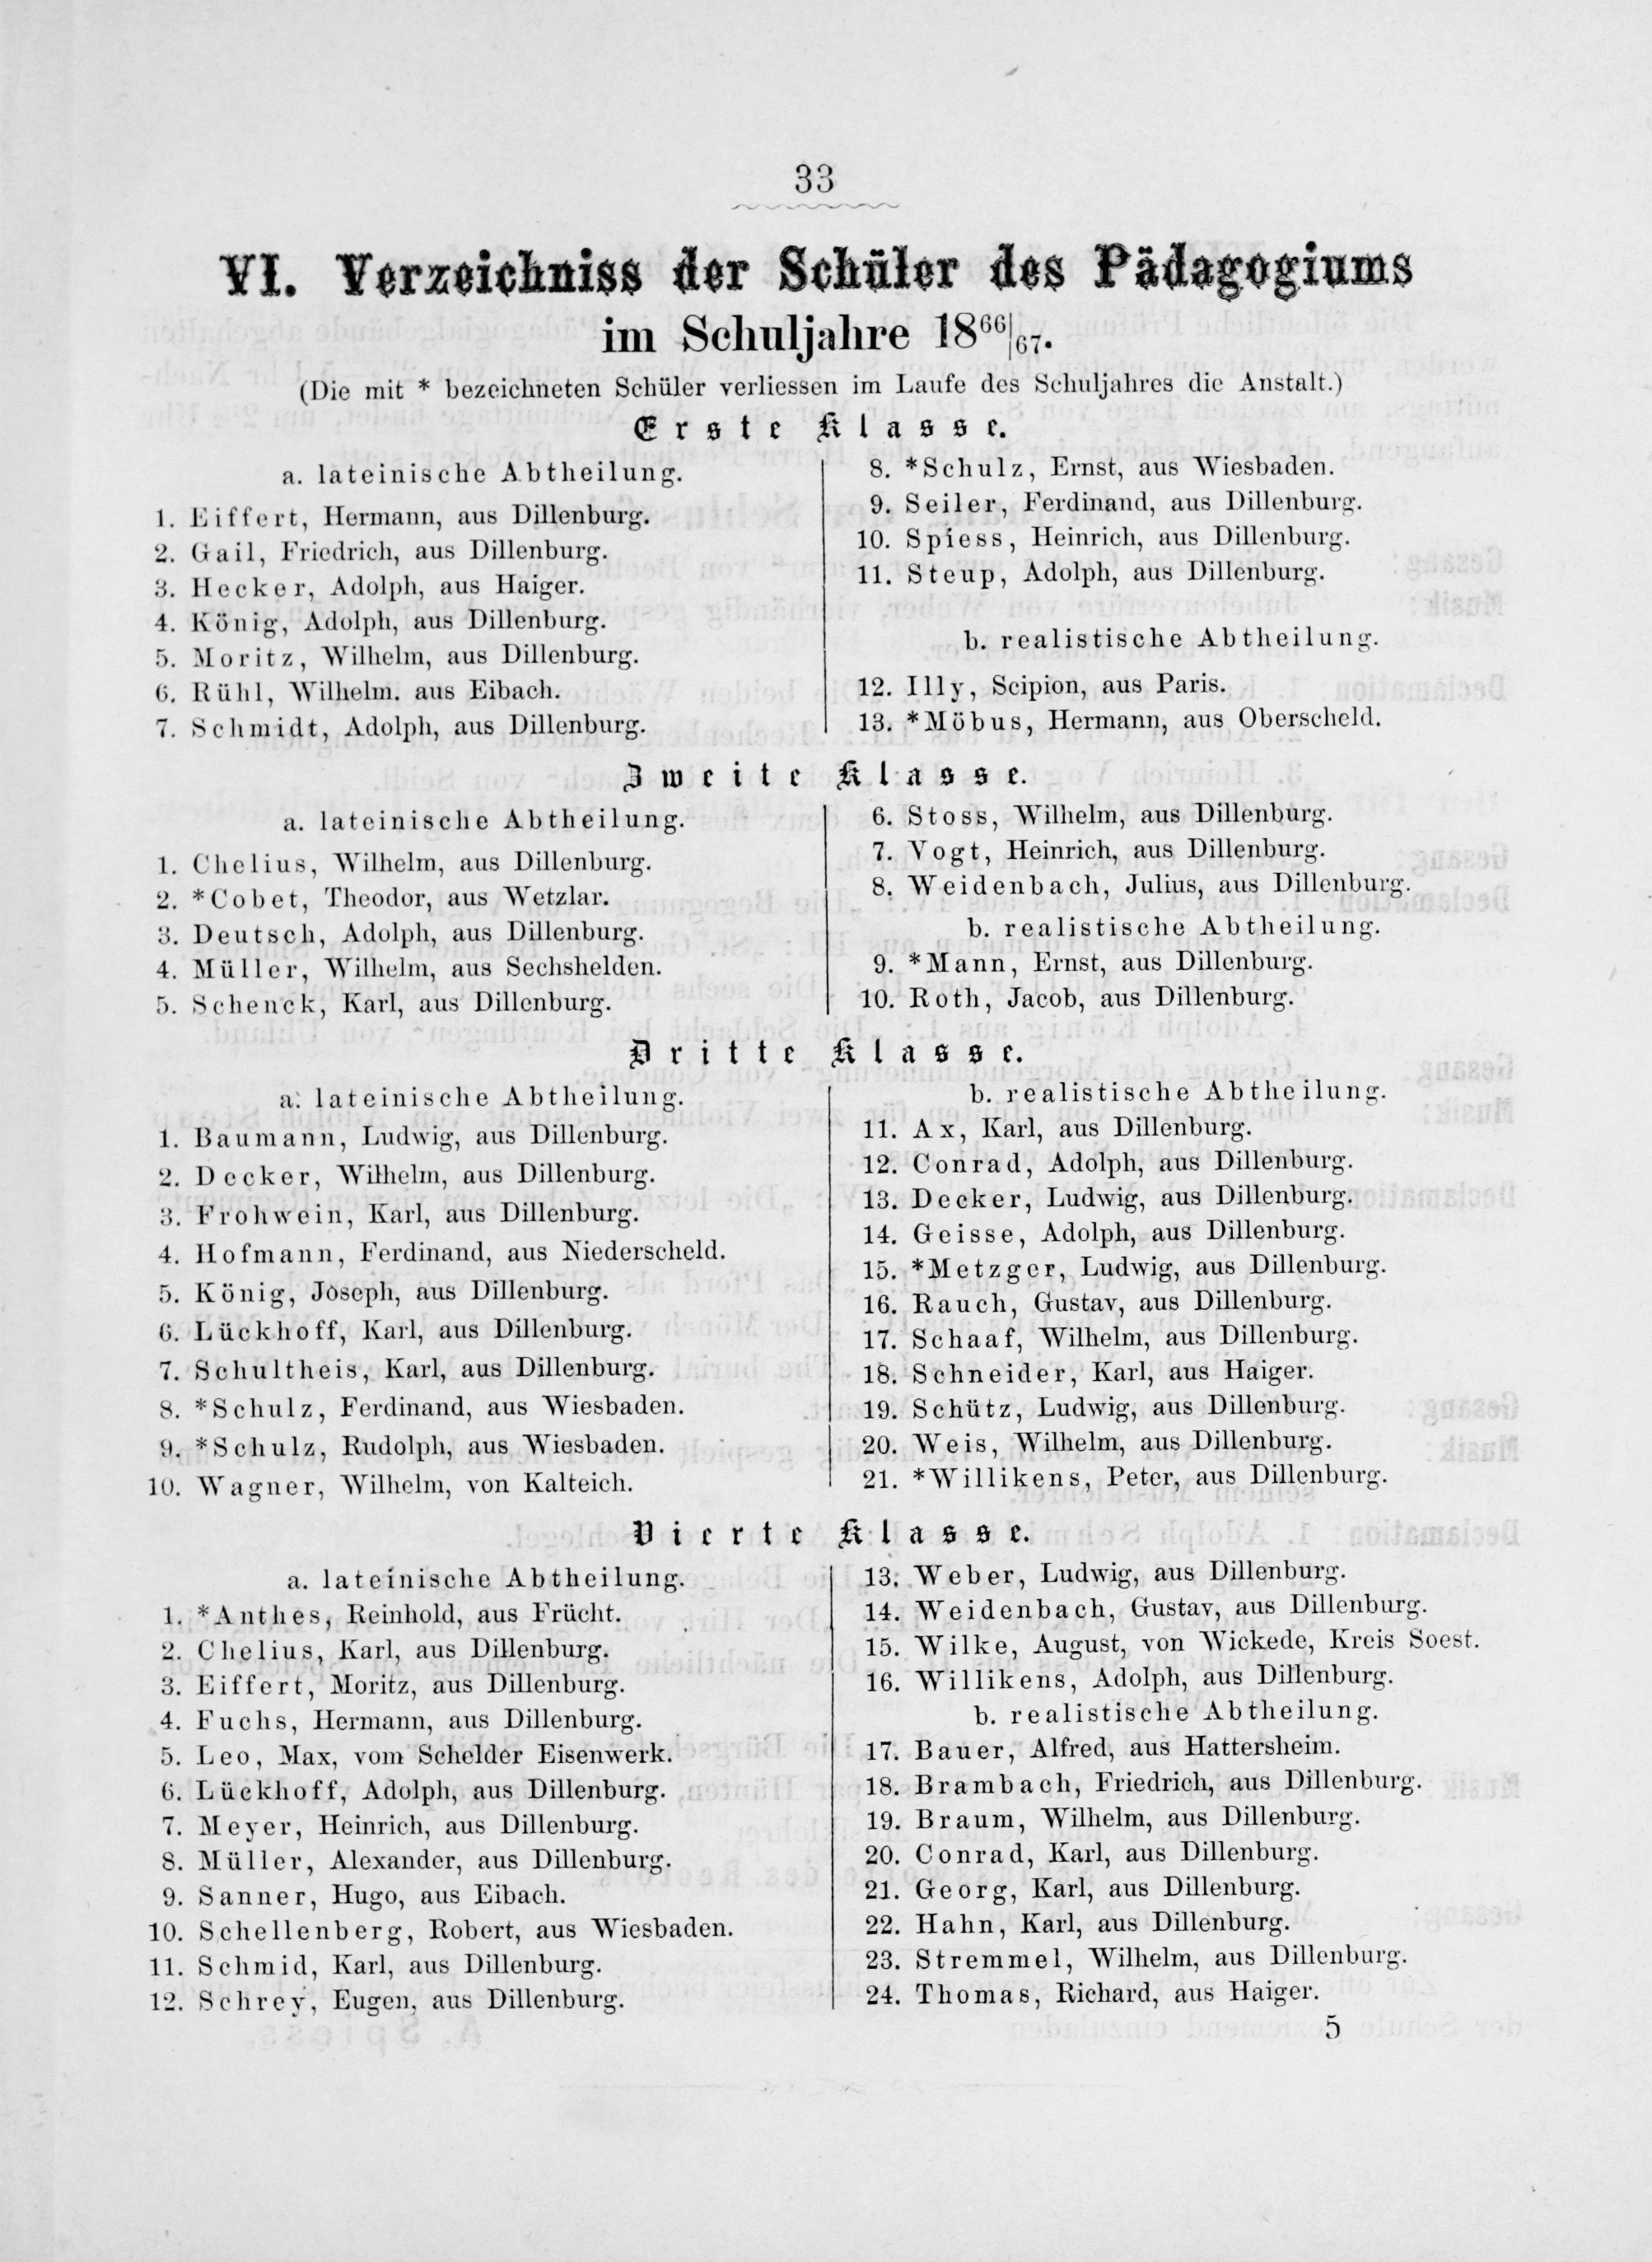 33
VI. Verzeichniss der Schüler des Pädagogiums
im Schuljahre 18⁶⁶|₆₇.
(Die mit * bezeichneten Schüler verliessen im Laufe des Schuljahres die Anstalt.)
Erste Klasse.
a. lateinische Abtheilung.
1. Eiffert, Hermann, aus Dillenburg.
2. Gail, Friedrich, aus Dillenburg.
3. Hecker, Adolph, aus Haiger.
4. König, Adolph, aus Dillenburg.
5. Moritz, Wilhelm, aus Dillenburg.
6. Rühl, Wilhelm. aus Eibach.
7. Schmidt, Adolph, aus Dillenburg.
8. *Schulz, Ernst, aus Wiesbaden.
9. Seiler, Ferdinand, aus Dillenburg.
10. Spiess, Heinrich, aus Dillenburg.
11. Steup, Adolph, aus Dillenburg.
b. realistische Abtheilung.
12. Illy, Scipion, aus Paris.
13. *Möbus, Hermann, aus Oberscheld.
Zweite Klasse.
a. lateinische Abtheilung.
1. Chelius, Wilhelm, aus Dillenburg.
2. *Cobet, Theodor, aus Wetzlar.
3. Deutsch, Adolph, aus Dillenburg.
4. Müller, Wilhelm, aus Sechshelden.
5. Schenck, Karl, aus Dillenburg.
6. Stoss, Wilhelm, aus Dillenburg.
7. Vogt, Heinrich, aus Dillenburg.
8. Weidenbach, Julius, aus Dillenburg.
b. realistische Abtheilung.
9. *Mann, Ernst, aus Dillenburg.
10. Roth, Jacob, aus Dillenburg.
Dritte Klasse.
a. lateinische Abtheilung.
1. Baumann, Ludwig, aus Dillenburg.
2. Decker, Wilhelm, aus Dillenburg.
3. Frohwein, Karl, aus Dillenburg.
4. Hofmann, Ferdinand, aus Niederscheld.
5. König, Joseph, aus Dillenburg.
6. Lückhoff, Karl, aus Dillenburg.
7. Schultheis, Karl, aus Dillenburg.
8. *Schulz, Ferdinand, aus Wiesbaden.
9. *Schulz, Rudolph, aus Wiesbaden.
10. Wagner, Wilhelm, von Kalteich.
b. realistische Abtheilung.
11. Ax, Karl, aus Dillenburg.
12. Conrad, Adolph, aus Dillenburg.
13. Decker, Ludwig, aus Dillenburg.
14. Geisse, Adolph, aus Dillenburg.
15. *Metzger, Ludwig, aus Dillenburg.
16. Rauch, Gustav, aus Dillenburg.
17. Schaaf, Wilhelm, aus Dillenburg.
18. Schneider, Karl, aus Haiger.
19. Schütz, Ludwig, aus Dillenburg.
20. Weis, Wilhelm, aus Dillenburg.
21. *Willikens, Peter, aus Dillenburg.
Vierte Klasse.
a. lateinische Abtheilung.
1. *Anthes, Reinhold, aus Frücht.
2. Chelius, Karl, aus Dillenburg.
3. Eiffert, Moritz, aus Dillenburg.
4. Fuchs, Hermann, aus Dillenburg.
5. Leo, Max, vom Schelder Eisenwerk.
6. Lückhoff, Adolph, aus Dillenburg.
7. Meyer, Heinrich, aus Dillenburg.
8. Müller, Alexander, aus Dillenburg.
9. Sanner, Hugo, aus Eibach.
10. Schellenberg, Robert, aus Wiesbaden.
11. Schmid, Karl, aus Dillenburg.
12. Schrey, Eugen, aus Dillenburg.
13. Weber, Ludwig, aus Dillenburg.
14. Weidenbach, Gustav, aus Dillenburg.
15. Wilke, August, von Wickede, Kreis Soest.
16. Willikens, Adolph, aus Dillenburg.
b. realistische Abtheilung.
17. Bauer, Alfred, aus Hattersheim.
18. Brambach, Friedrich, aus Dillenburg.
19. Braum, Wilhelm, aus Dillenburg.
20. Conrad, Karl, aus Dillenburg.
21. Georg, Karl, aus Dillenburg.
22. Hahn, Karl, aus Dillenburg.
23. Stremmel, Wilhelm, aus Dillenburg.
24. Thomas, Richard, aus Haiger.
5